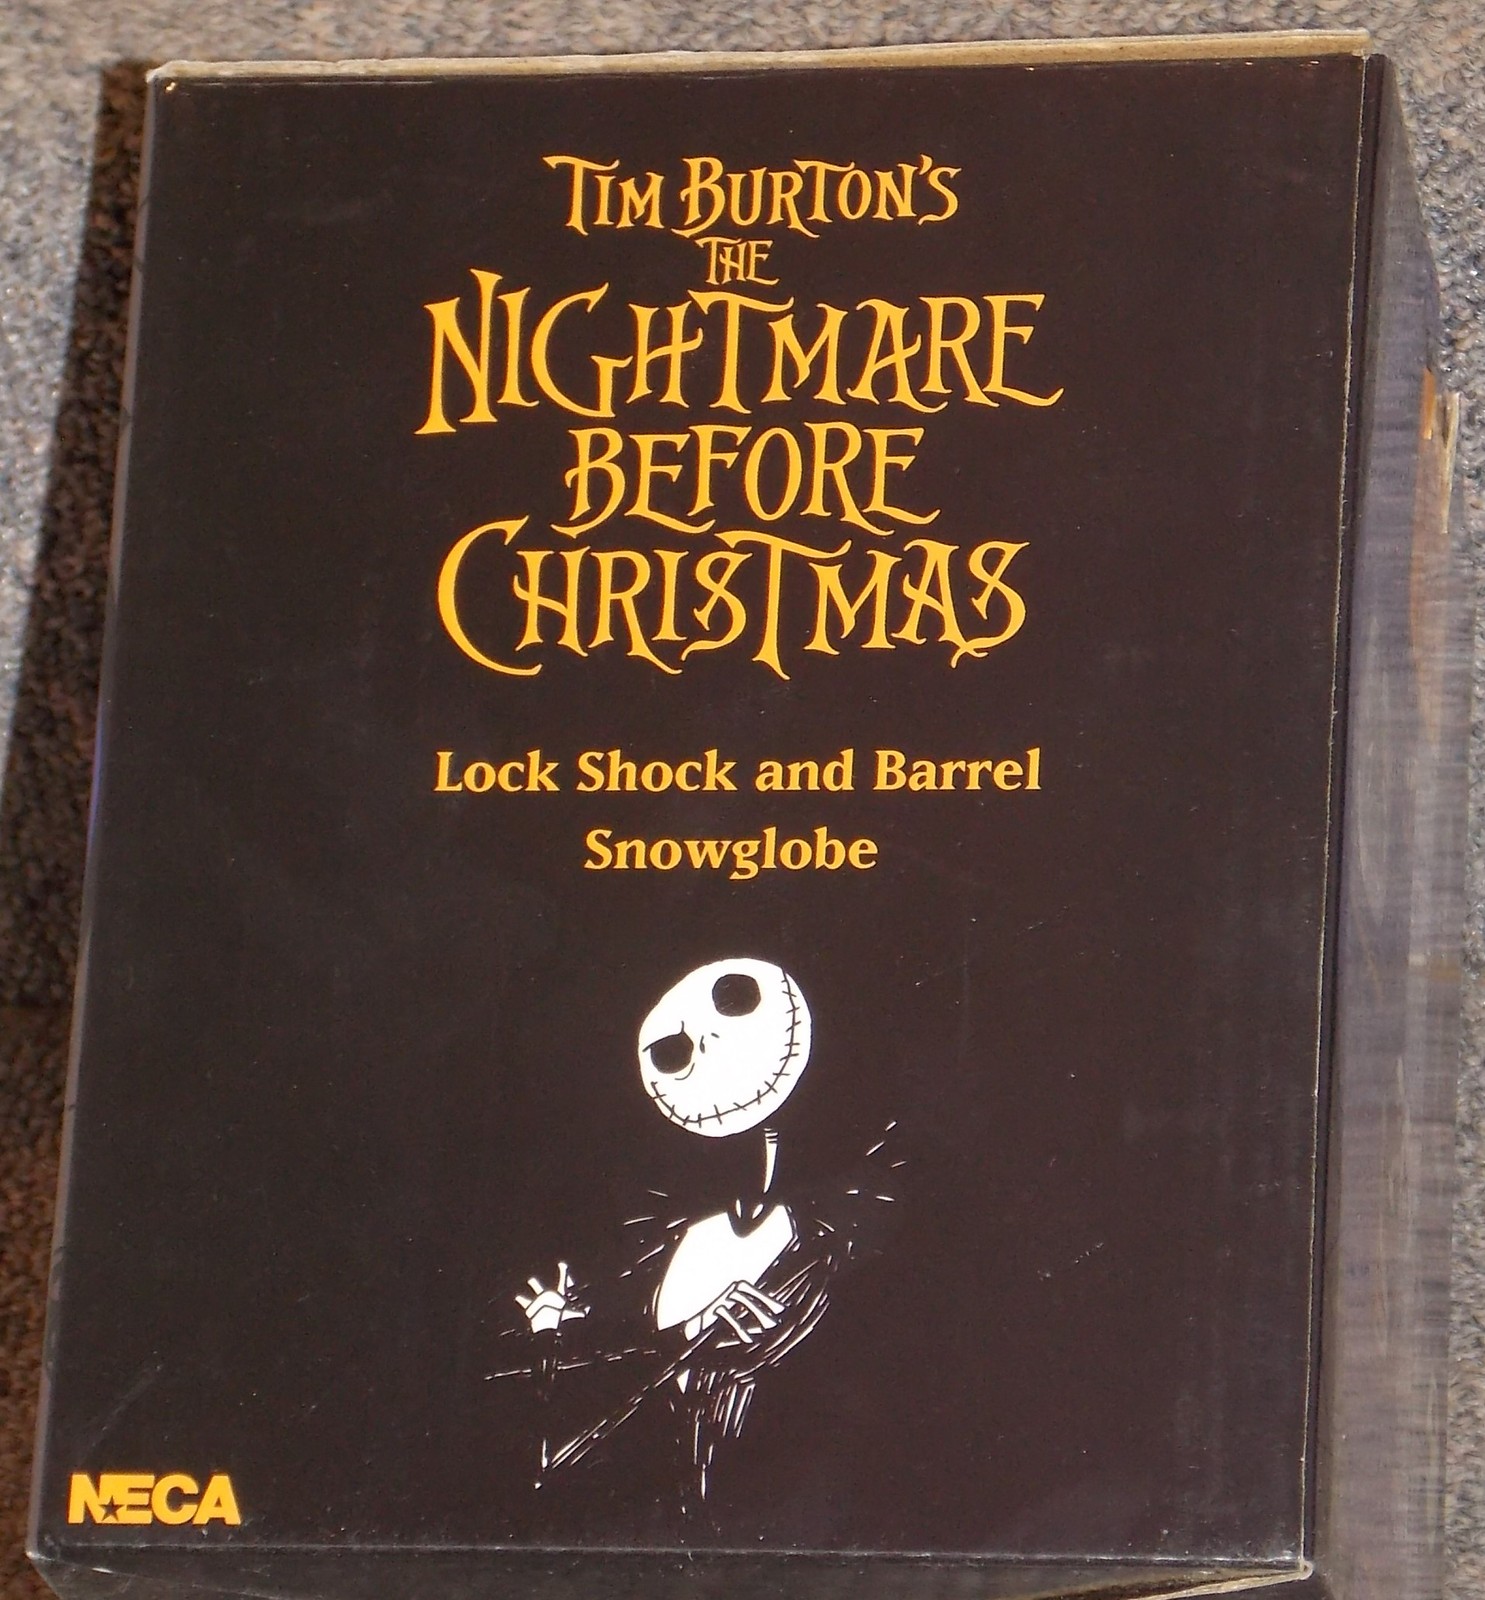 TIM BURTON'S
THE
NIGHTMARE
BEFORE
CHRISTMAS
Lock Shock and Barrel
Snowglobe
NECA